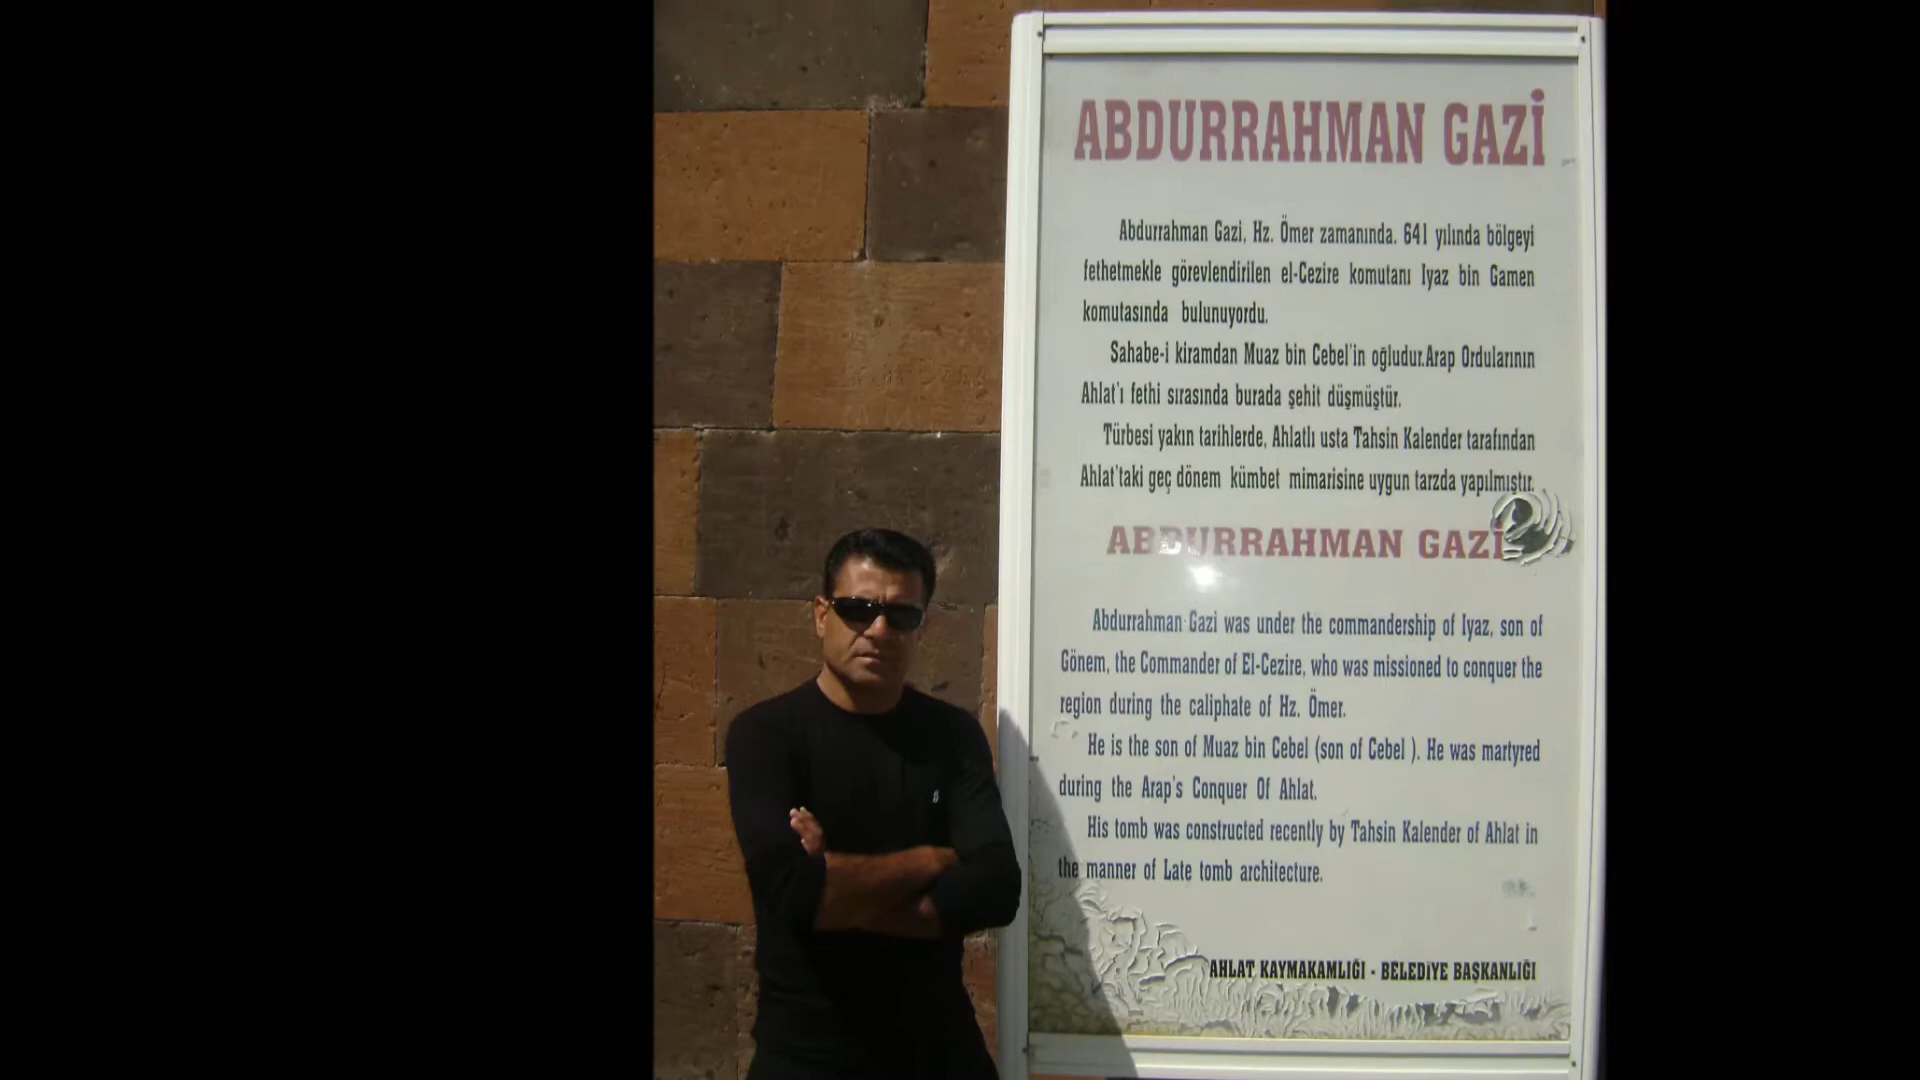 ABDURRAHMAN GAZİ
Abdurrahman Gazi, Hz. Ömer zamanında. 641 yılında bölgeyi
fethetmekle görevlendirilen el-Cezire komutanı Iyaz bin Gamen
komutasında bulunuyordu.
Sahabe-i kiramdan Muaz bin Cebel'in oğludur.Arap Ordularının
Ahlat'ı fethi sırasında burada şehit düşmüştür.
Türbesi yakın tarihlerde, Ahlatlı usta Tahsin Kalender tarafından
Ahlat'taki geç dönem kümbet mimarisine uygun tarzda yapılmıştır.
ABDURRAHMAN GAZİ
Abdurrahman Gazi was under the commandership of Iyaz, son of
Gönem, the Commander of El-Cezire, who was missioned to conquer the
region during the caliphate of Hz. Ömer.
He is the son of Muaz bin Cebel (son of Cebel ). He was martyred
during the Arap's Conquer Of Ahlat.
His tomb was constructed recently by Tahsin Kalender of Ahlat in
the manner of Late tomb architecture.
AHLAT KAYMAKAMLIĞI - BELEDİYE BAŞKANLIĞI